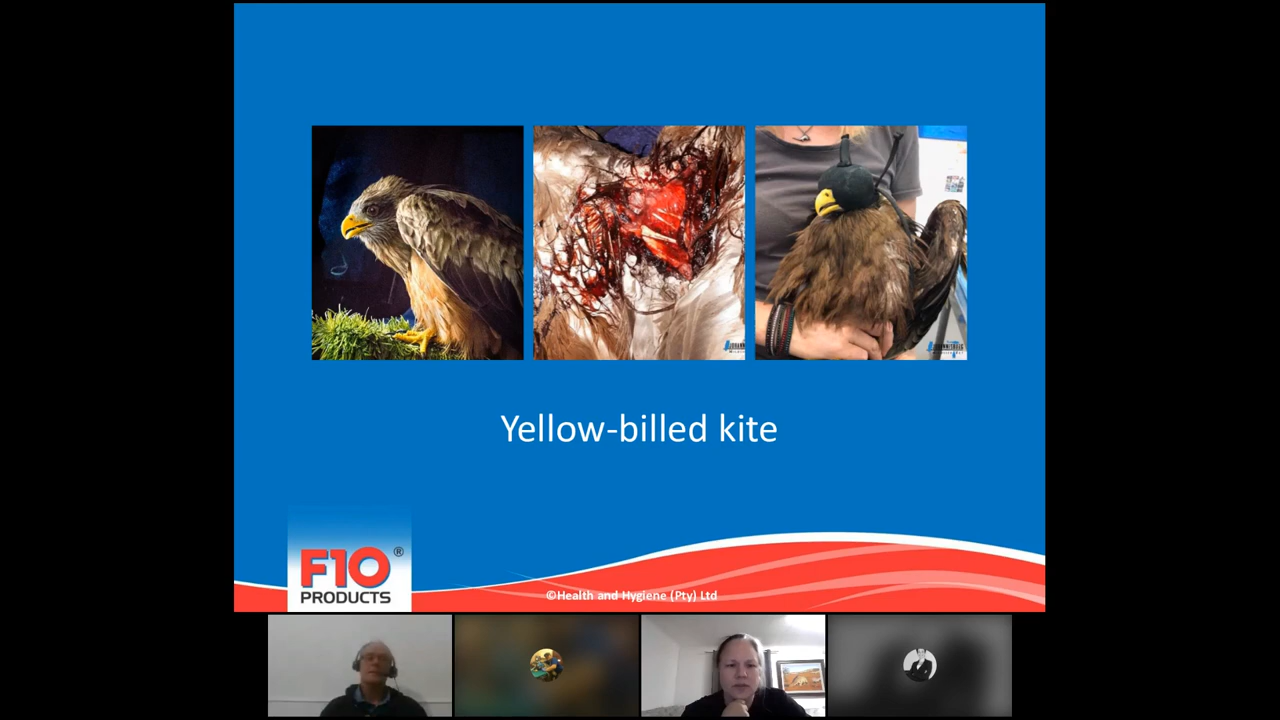 Yellow-billed kite
F10®
PRODUCTS
©Health and Hygiene (Pty) Ltd